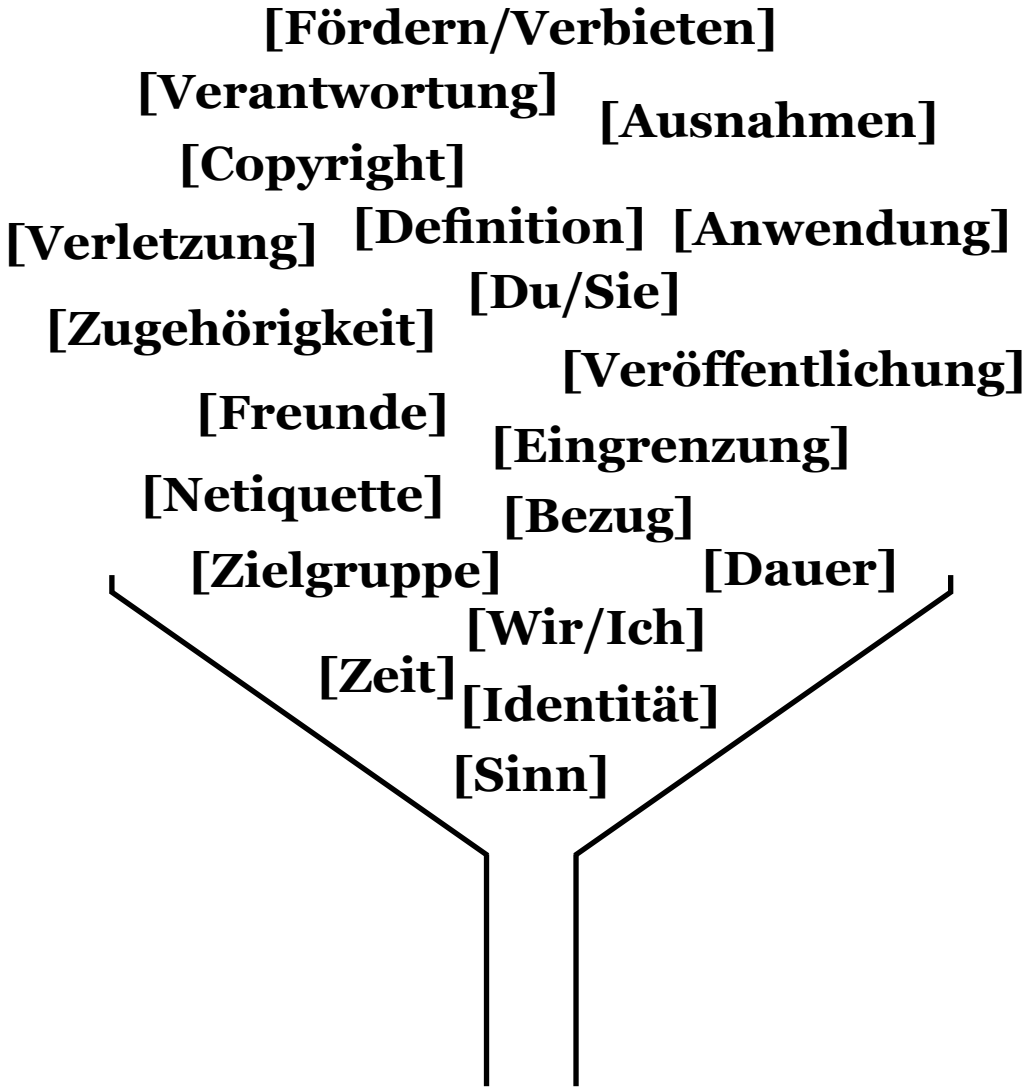 [Fördern/Verbieten]
[Verantwortung]
[Ausnahmen]
[Copyright]
[Verletzung]
[Definition]
[Anwendung]
[Du/Sie]
[Zugehörigkeit]
[Veröffentlichung]
[Freunde]
[Eingrenzung]
[Netiquette]
[Bezug]
[Zielgruppe]
[Dauer]
[Wir/Ich]
[Zeit]
[Identität]
[Sinn]